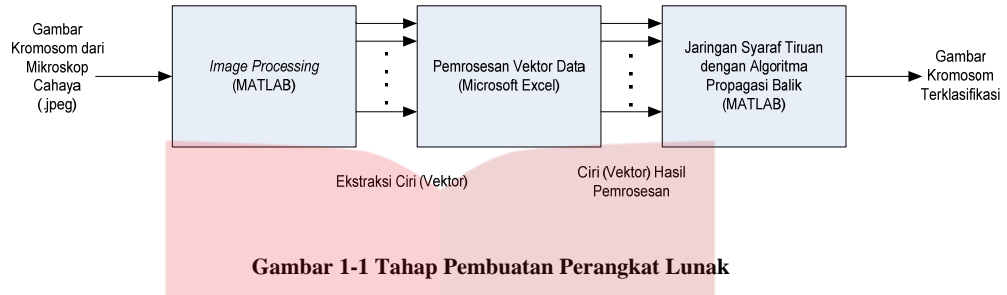 Gambar
Kromosom dari
Mikroskop
Cahaya
(.jpeg)
Image Processing
(MATLAB)
Pemrosesan Vektor Data
(Microsoft Excel)
Jaringan Syaraf Tiruan
dengan Algoritma
Propagasi Balik
(MATLAB)
Gambar
Kromosom
Terklasifikasi
Ekstraksi Ciri (Vektor)
Ciri (Vektor) Hasil
Pemrosesan
Gambar 1-1 Tahap Pembuatan Perangkat Lunak